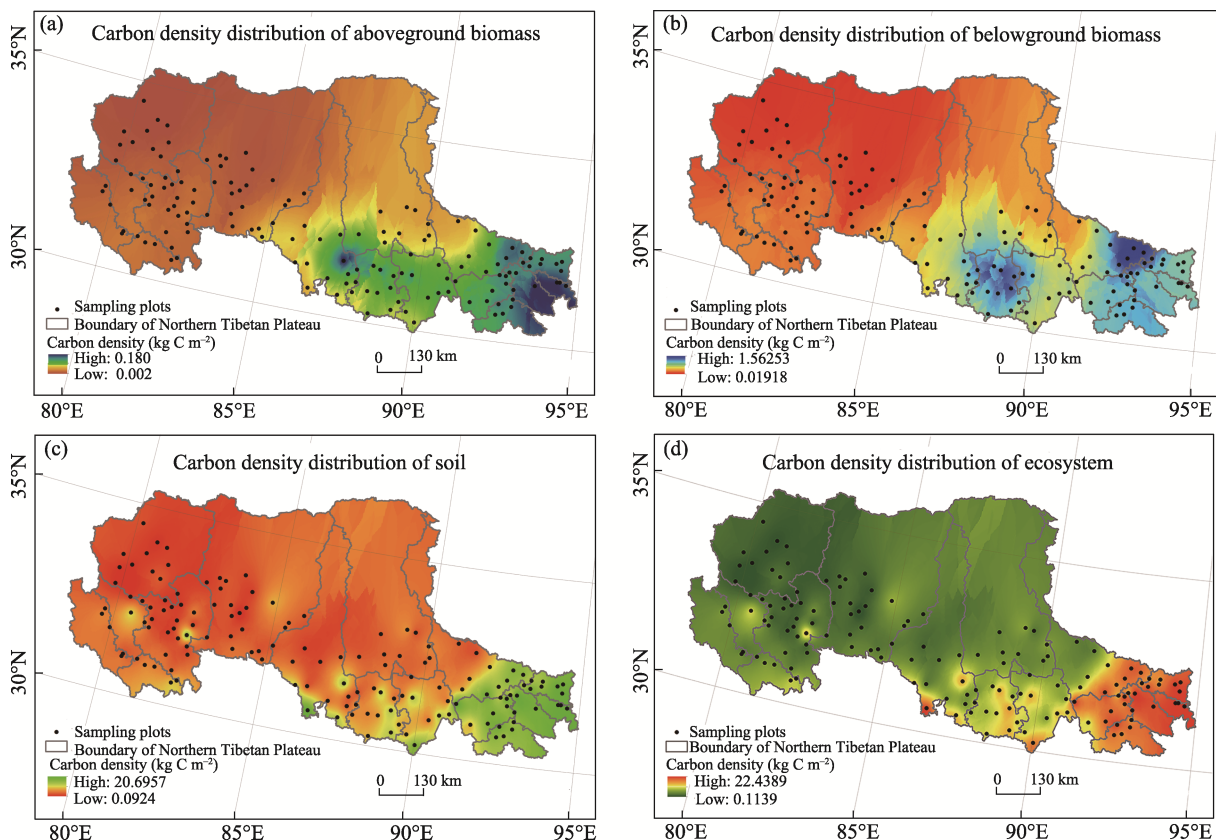 (a)
Carbon density distribution of aboveground biomass
35°N
30°N
Sampling plots
Boundary of Northern Tibetan Plateau
Carbon density (kg C m⁻²)
High: 0.180
Low: 0.002
0 130 km
80°E 85°E 90°E 95°E
(b)
Carbon density distribution of belowground biomass
35°N
30°N
Sampling plots
Boundary of Northern Tibetan Plateau
Carbon density (kg C m⁻²)
High: 1.56253
Low: 0.01918
0 130 km
80°E 85°E 90°E 95°E
(c)
Carbon density distribution of soil
35°N
30°N
Sampling plots
Boundary of Northern Tibetan Plateau
Carbon density (kg C m⁻²)
High: 20.6957
Low: 0.0924
0 130 km
80°E 85°E 90°E 95°E
(d)
Carbon density distribution of ecosystem
35°N
30°N
Sampling plots
Boundary of Northern Tibetan Plateau
Carbon density (kg C m⁻²)
High: 22.4389
Low: 0.1139
0 130 km
80°E 85°E 90°E 95°E